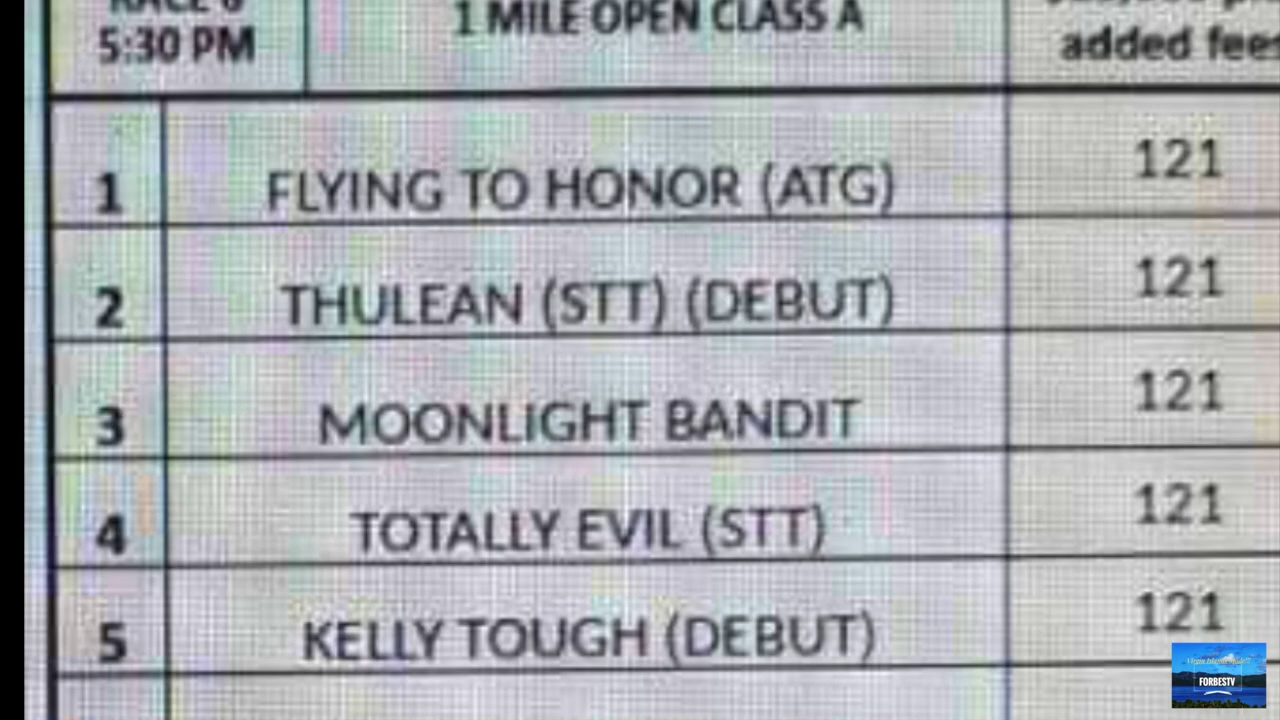 5:30 PM
1 MILE OPEN CLASS A
added fees
1 FLYING TO HONOR (ATG) 121
2 THULEAN (STT) (DEBUT) 121
3 MOONLIGHT BANDIT 121
4 TOTALLY EVIL (STT) 121
5 KELLY TOUGH (DEBUT) 121
FORBESTV